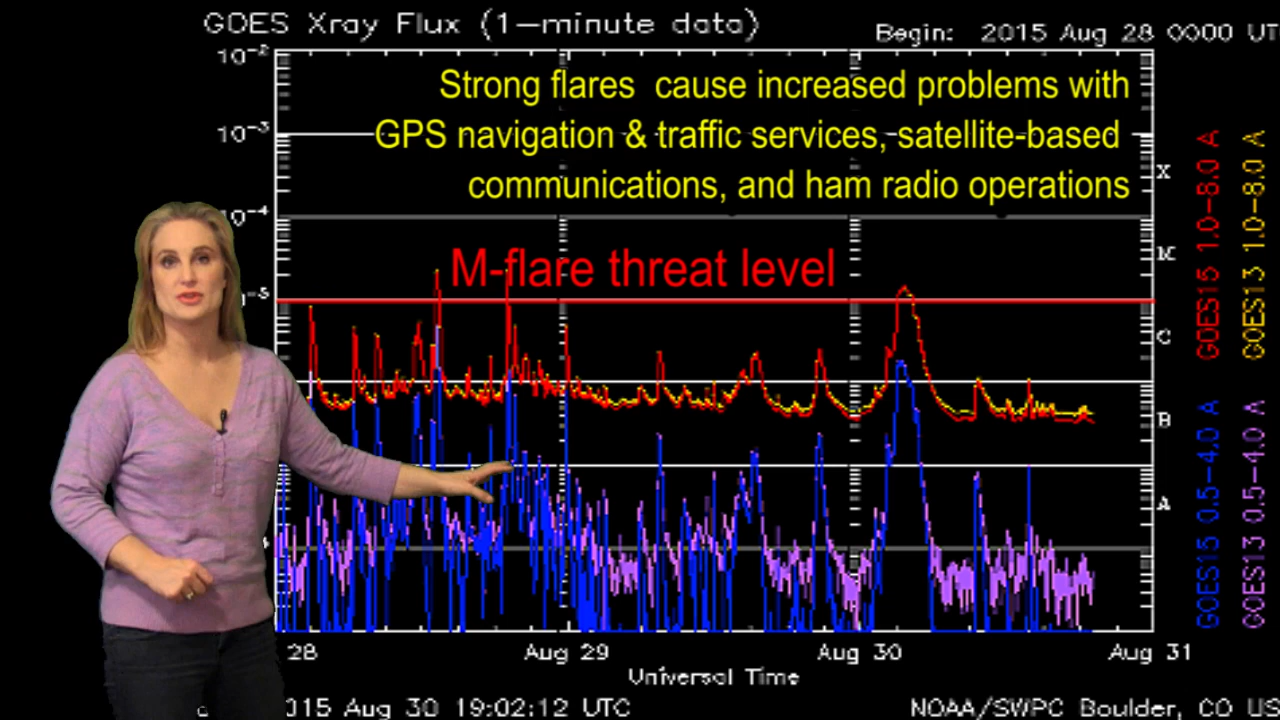 GOES Xray Flux (1-minute data)
Begin: 2015 Aug 28 0000 UT
10-2
Strong flares cause increased problems with
10-3
GPS navigation & traffic services, satellite-based
X
communications, and ham radio operations
M
M-flare threat level
C
B
A
GOES15 1.0-8.0 A
GOES13 1.0-8.0 A
GOES15 0.5-4.0 A
GOES13 0.5-4.0 A
28
Aug 29
Aug 30
Aug 31
Universal Time
015 Aug 30 19:02:12 UTC
NOAA/SWPC Boulder, CO US